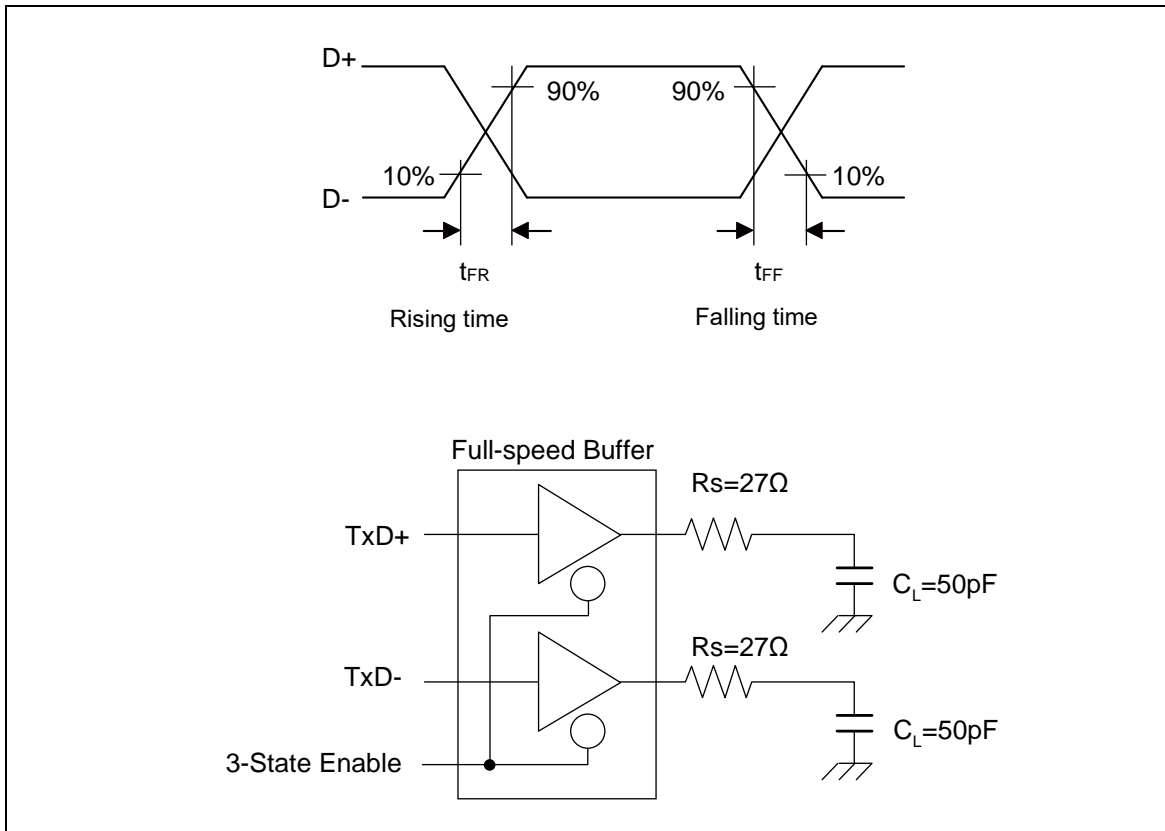 D+
90% 90%
10% 10%
D-
tFR tFF
Rising time Falling time
Full-speed Buffer
Rs=27Ω
TxD+
CL=50pF
Rs=27Ω
TxD-
CL=50pF
3-State Enable